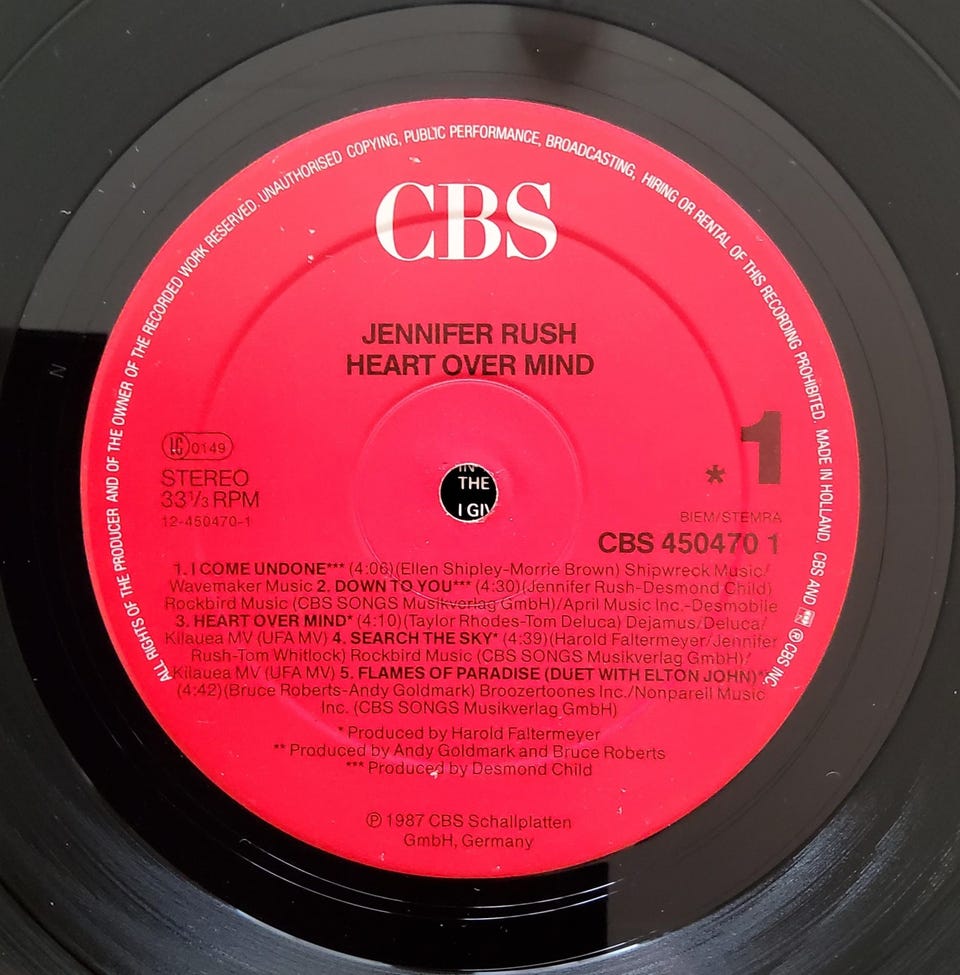 ALL RIGHTS OF THE PRODUCER AND OF THE OWNER OF THE RECORDED WORK RESERVED. UNAUTHORISED COPYING, PUBLIC PERFORMANCE, BROADCASTING, HIRING OR RENTAL OF THIS RECORDING PROHIBITED. MADE IN HOLLAND. CBS AND ℗ CBS INC.
CBS
JENNIFER RUSH
HEART OVER MIND
LC 0149
STEREO
33 1/3 RPM
12-450470-1
* 1
BIEM/STEMRA
CBS 450470 1
THE
1. I COME UNDONE*** (4:06)(Ellen Shipley-Morrie Brown) Shipwreck Music/
Wavemaker Music 2. DOWN TO YOU*** (4:30)(Jennifer Rush-Desmond Child)
Rockbird Music (CBS SONGS Musikverlag GmbH)/April Music Inc.-Desmobile
3. HEART OVER MIND* (4:10)(Taylor Rhodes-Tom Deluca) Dejamus/Deluca/
Kilauea MV (UFA MV) 4. SEARCH THE SKY* (4:39)(Harold Faltermeyer/Jennifer
Rush-Tom Whitlock) Rockbird Music (CBS SONGS Musikverlag GmbH)/
Kilauea MV (UFA MV) 5. FLAMES OF PARADISE (DUET WITH ELTON JOHN)**
(4:42)(Bruce Roberts-Andy Goldmark) Broozertoones Inc./Nonpareil Music
Inc. (CBS SONGS Musikverlag GmbH)
* Produced by Harold Faltermeyer
** Produced by Andy Goldmark and Bruce Roberts
*** Produced by Desmond Child
℗ 1987 CBS Schallplatten
GmbH, Germany